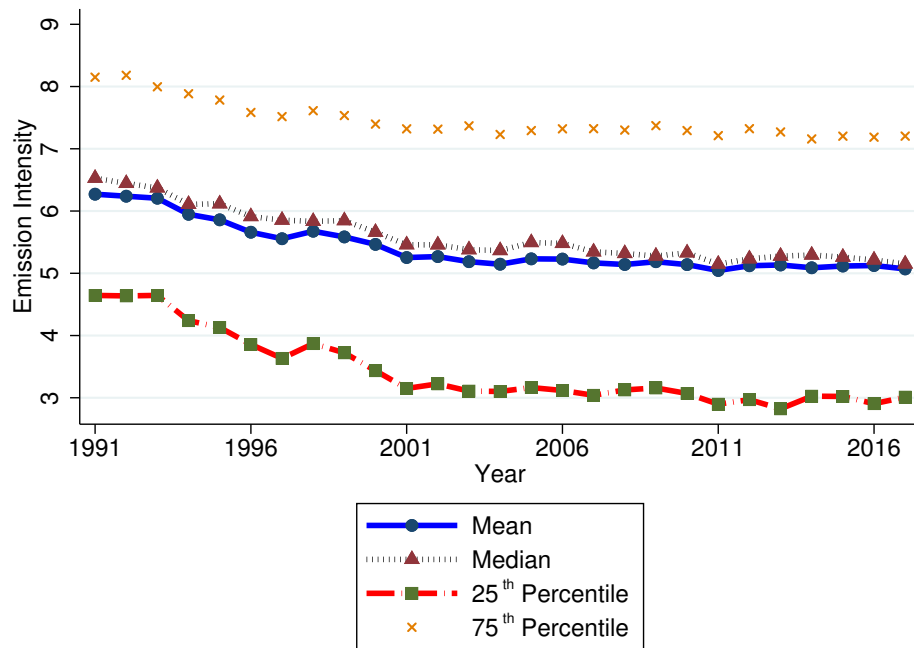 9
8
7
6
5
4
3
Emission Intensity
1991 1996 2001 2006 2011 2016
Year
Mean
Median
25th Percentile
75th Percentile